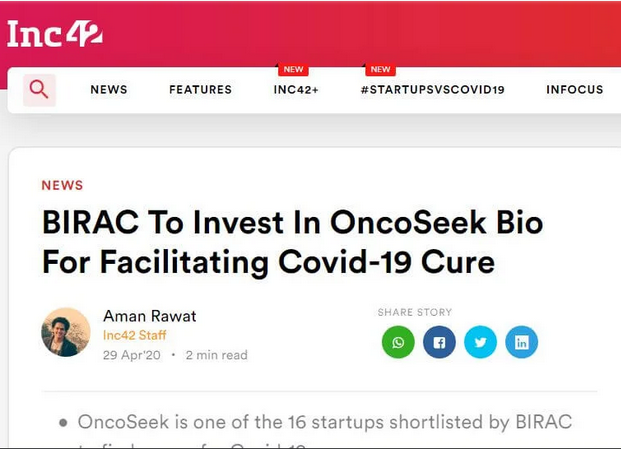 Inc42
NEW
NEW
NEWS
FEATURES
INC42+
#STARTUPSVSCOVID19
INFOCUS
NEWS
BIRAC To Invest In OncoSeek Bio
For Facilitating Covid-19 Cure
Aman Rawat
Inc42 Staff
29 Apr'20 • 2 min read
SHARE STORY
• OncoSeek is one of the 16 startups shortlisted by BIRAC